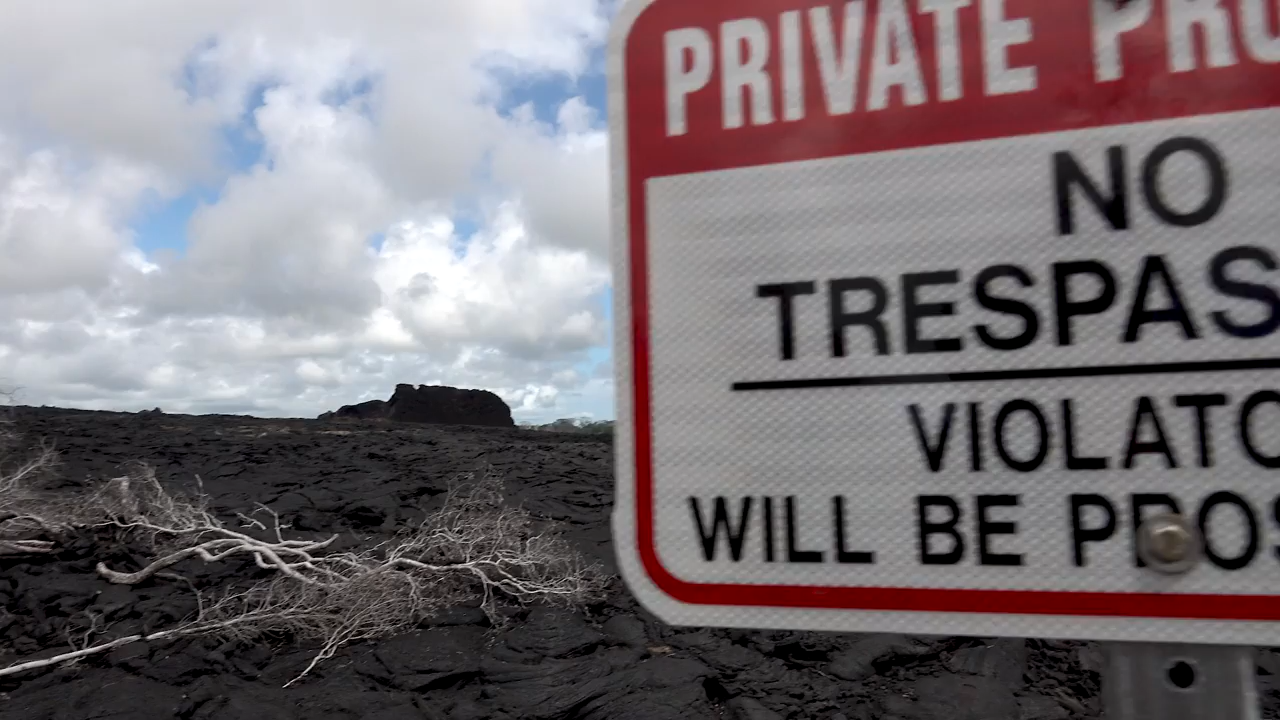 PRIVATE PRO
NO
TRESPAS
VIOLATO
WILL BE PROS